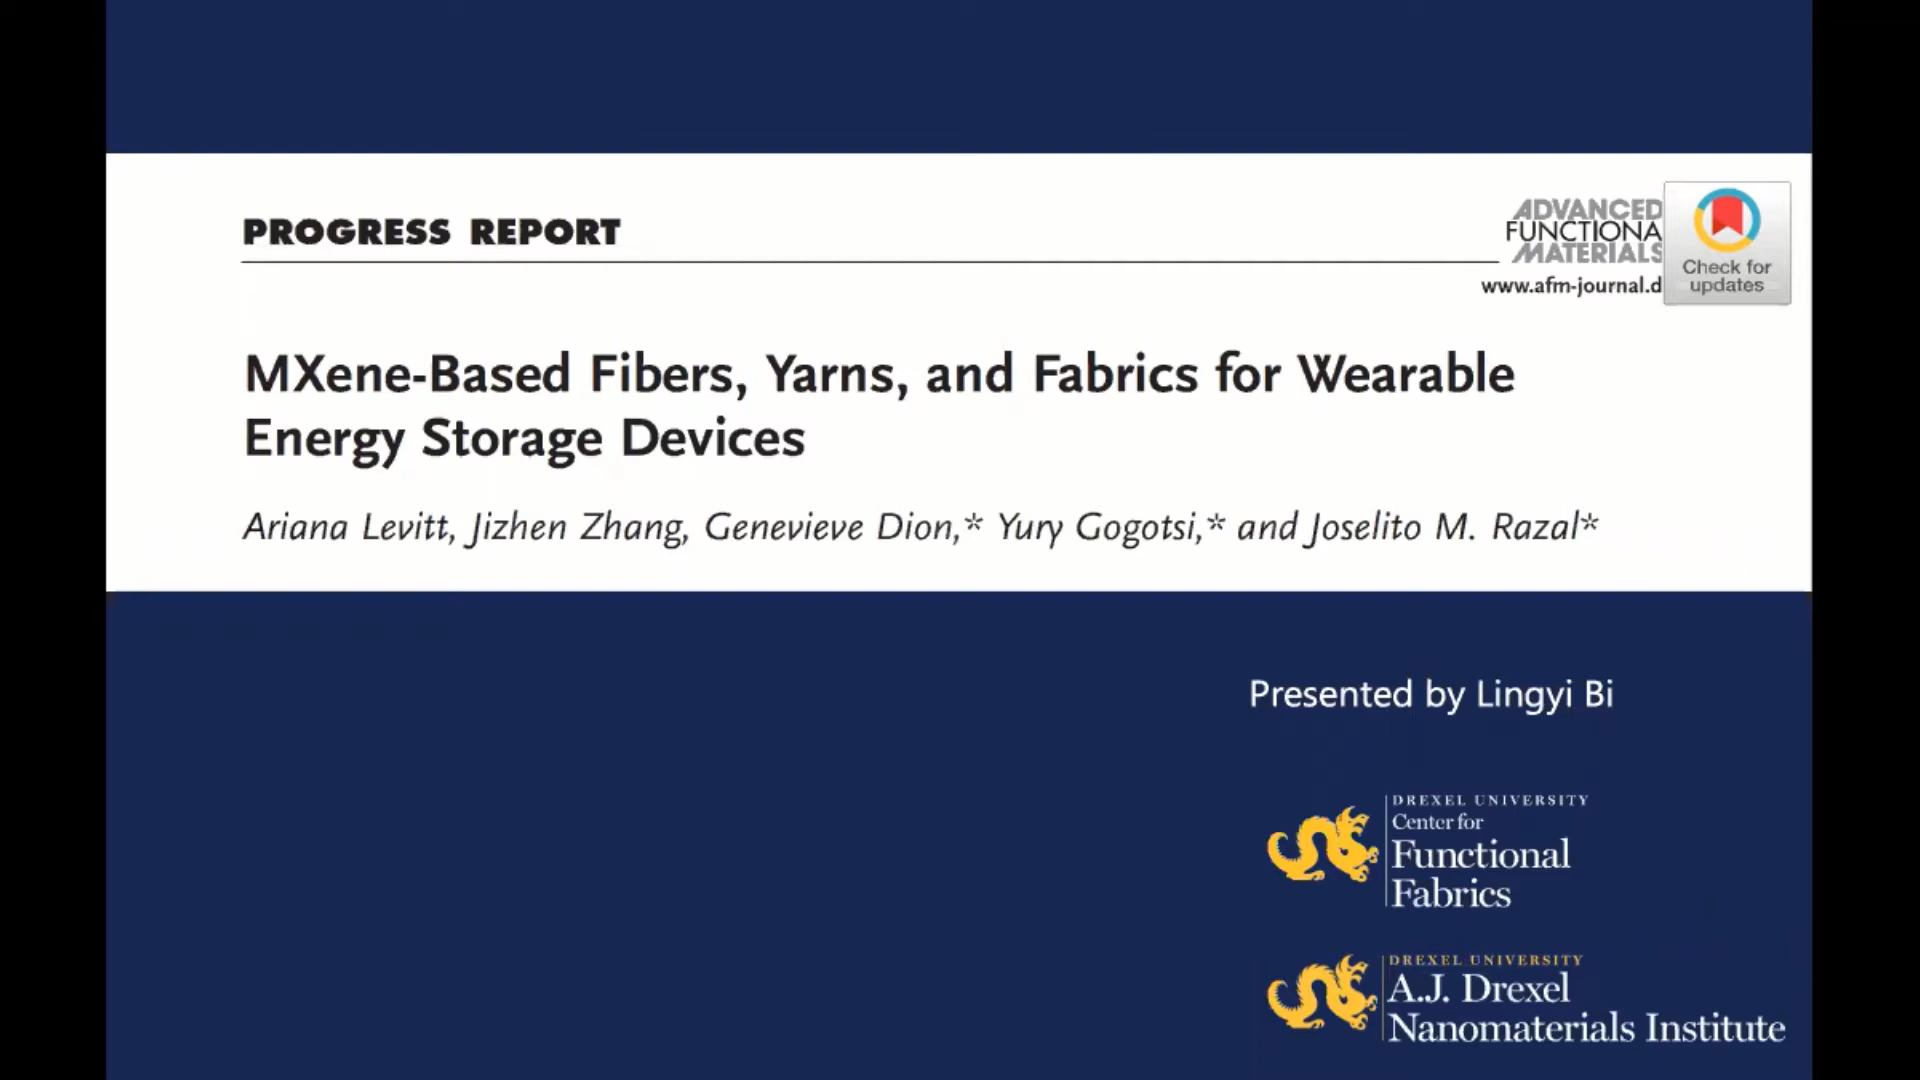 PROGRESS REPORT
ADVANCED
FUNCTIONA
MATERIALS
www.afm-journal.d
Check for
updates
MXene-Based Fibers, Yarns, and Fabrics for Wearable
Energy Storage Devices
Ariana Levitt, Jizhen Zhang, Genevieve Dion,* Yury Gogotsi,* and Joselito M. Razal*
Presented by Lingyi Bi
DREXEL UNIVERSITY
Center for
Functional
Fabrics
DREXEL UNIVERSITY
A.J. Drexel
Nanomaterials Institute